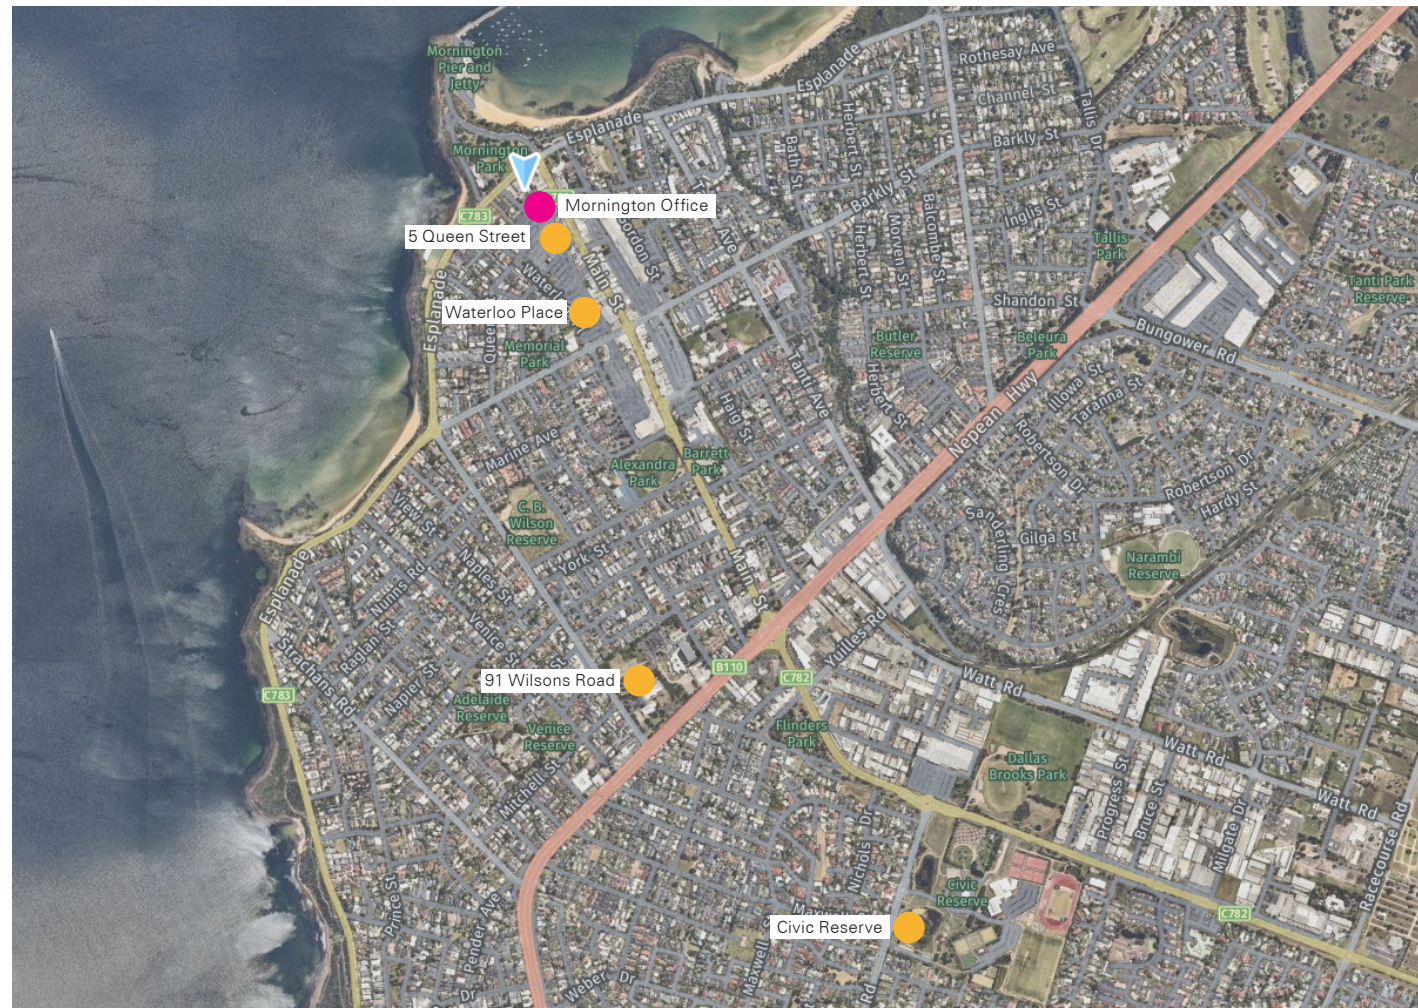 Mornington
Pier and
Jetty
Esplanade
Rothesay Ave
Channel St
Tallis Dr
Barkly St
Esplanade
Herbert St
Bath St
Mornington
Park
C783
Mornington Office
5 Queen Street
Gordon St
Ave
Barkly St
Inglis St
Balcombe St
Morven St
Herbert St
Tallis
Park
Tanti Park
Reserve
Main St
Esplanade
Waterloo Place
Memorial
Park
Shandon St
Butler
Reserve
Beleura
Park
Bungower Rd
Tanti Ave
Herbert St
Nepean Hwy
Illowa St
Taranna St
Haig St
Marine Ave
Alexandra
Park
Barrett
Park
Robertson Dr
Robertson Dr
Hardy St
C. B.
Wilson
Reserve
View St
Sanderling Cres
Gilga St
Narambi
Reserve
York St
Naples St
Nunns Rd
Main St
Esplanade
Raglan St
Venice St
St
Strachans Rd
Napier St
Yuilles Rd
B110
C782
91 Wilsons Road
C783
Adelaide
Reserve
Venice
Reserve
Watt Rd
Flinders
Park
Watt Rd
Dallas
Brooks Park
Mitchell St
Progress St
Bruce St
Watt Rd
Milgate Dr
Racecourse Rd
Nichols Dr
Civic
Reserve
C782
Prince St
Pender Ave
Civic Reserve
Weber Dr
Dr
Rd